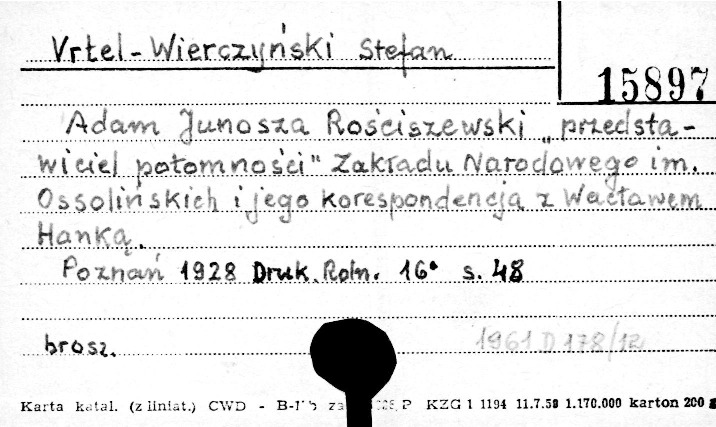 Vrtel-Wierczyński Stefan
15897
Adam Junosza Rościszewski „przedsta-
wiciel potomności" Zakładu Narodowego im.
Ossolińskich i jego korespondencja z Wacławem
Hanką.
Poznań 1928 Druk. Roln. 16° s. 48
brosz.
1961 D 178/12
Karta katal. (z liniat.) CWD - P KZG 1 1194 11.7.58 1.170.000 karton 200 g